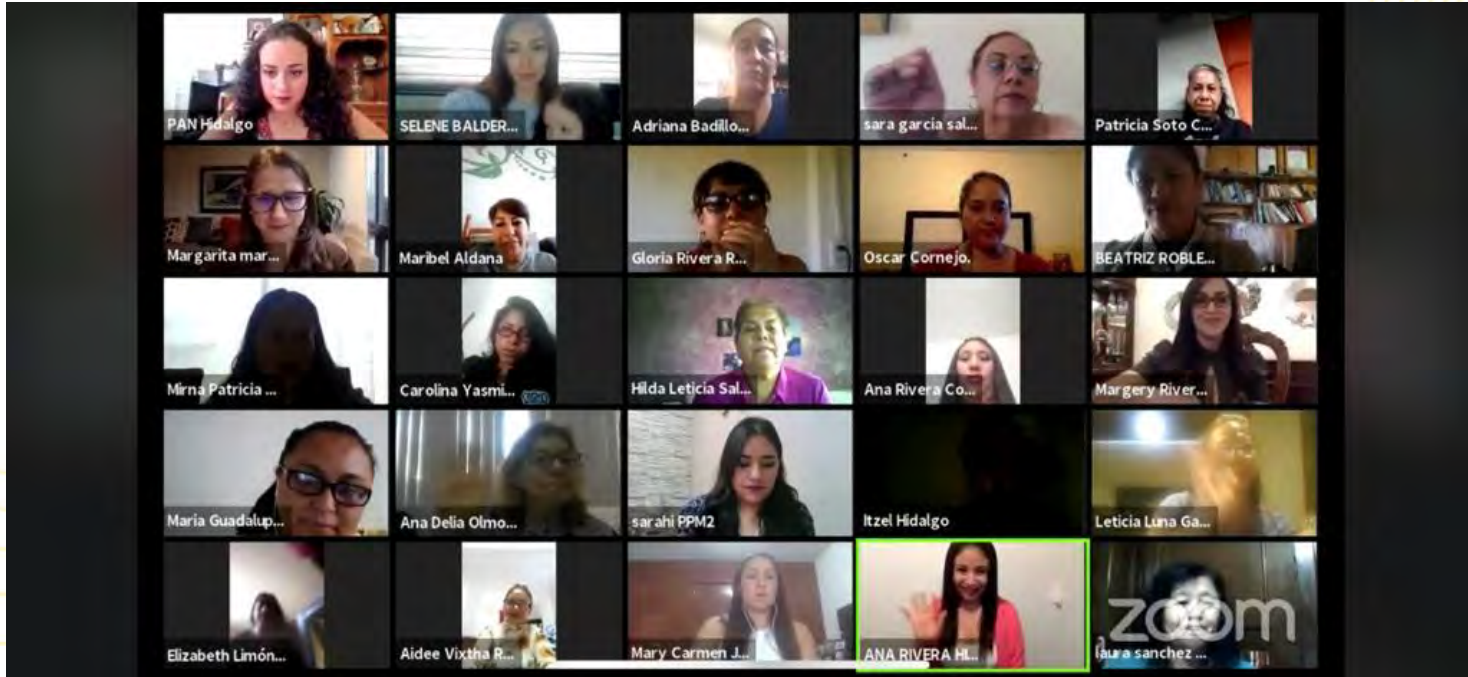 PAN Hidalgo
SELENE BALDER...
Adriana Badillo...
sara garcia sal...
Patricia Soto C...
Margarita mar...
Maribel Aldana
Gloria Rivera R...
Oscar Cornejo.
BEATRIZ ROBLE...
Mirna Patricia ...
Carolina Yasmi...
Hilda Leticia Sal...
Ana Rivera Co...
Margery River...
Maria Guadalup...
Ana Delia Olmo...
sarahi PPM2
Itzel Hidalgo
Leticia Luna Ga...
Elizabeth Limón...
Aidee Vixtha R...
Mary Carmen J...
ANA RIVERA HI...
laura sanchez ...
zoom